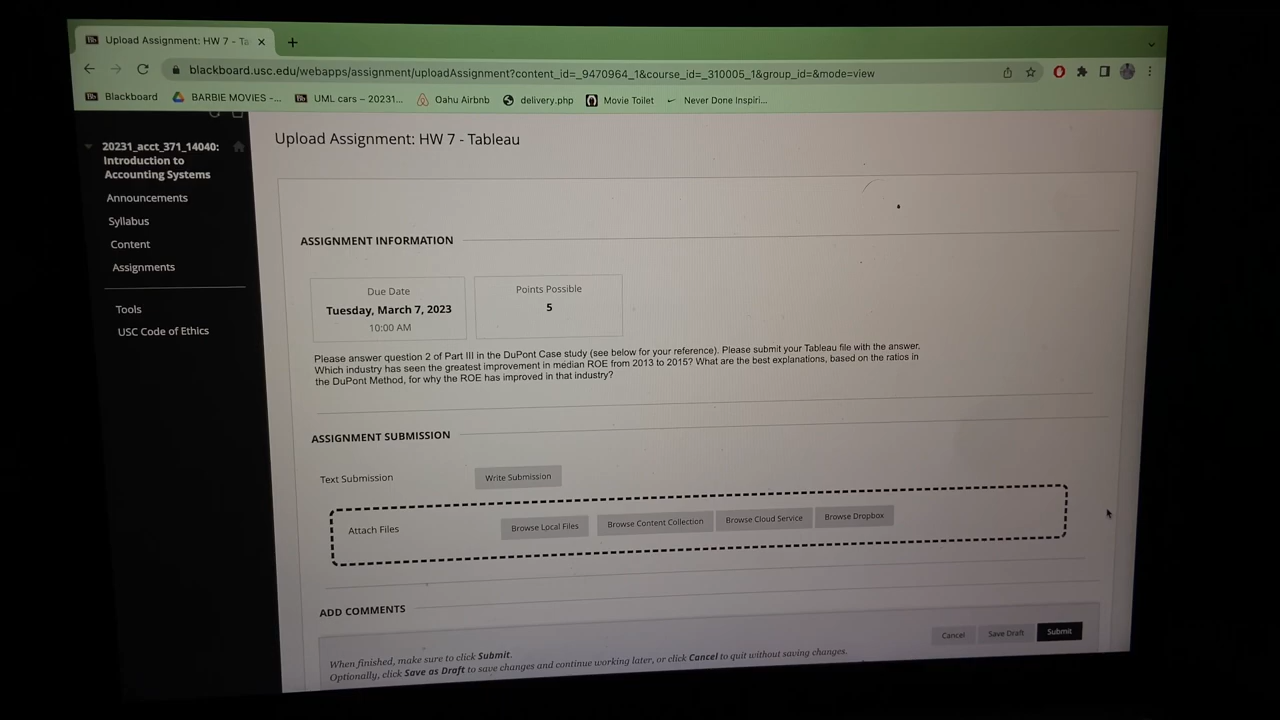 Upload Assignment: HW 7 - Ta
blackboard.usc.edu/webapps/assignment/uploadAssignment?content_id=_9470964_1&course_id=_310005_1&group_id=&mode=view
Bb Blackboard BARBIE MOVIES -... Bb UML cars – 20231... Oahu Airbnb delivery.php Movie Toilet Never Done Inspiri...
20231_acct_371_14040:
Introduction to
Accounting Systems
Announcements
Syllabus
Content
Assignments
Tools
USC Code of Ethics
Upload Assignment: HW 7 - Tableau
ASSIGNMENT INFORMATION
Due Date
Tuesday, March 7, 2023
10:00 AM
Points Possible
5
Please answer question 2 of Part III in the DuPont Case study (see below for your reference). Please submit your Tableau file with the answer.
Which industry has seen the greatest improvement in median ROE from 2013 to 2015? What are the best explanations, based on the ratios in
the DuPont Method, for why the ROE has improved in that industry?
ASSIGNMENT SUBMISSION
Text Submission Write Submission
Attach Files Browse Local Files Browse Content Collection Browse Cloud Service Browse Dropbox
ADD COMMENTS
Cancel Save Draft Submit
When finished, make sure to click Submit.
Optionally, click Save as Draft to save changes and continue working later, or click Cancel to quit without saving changes.